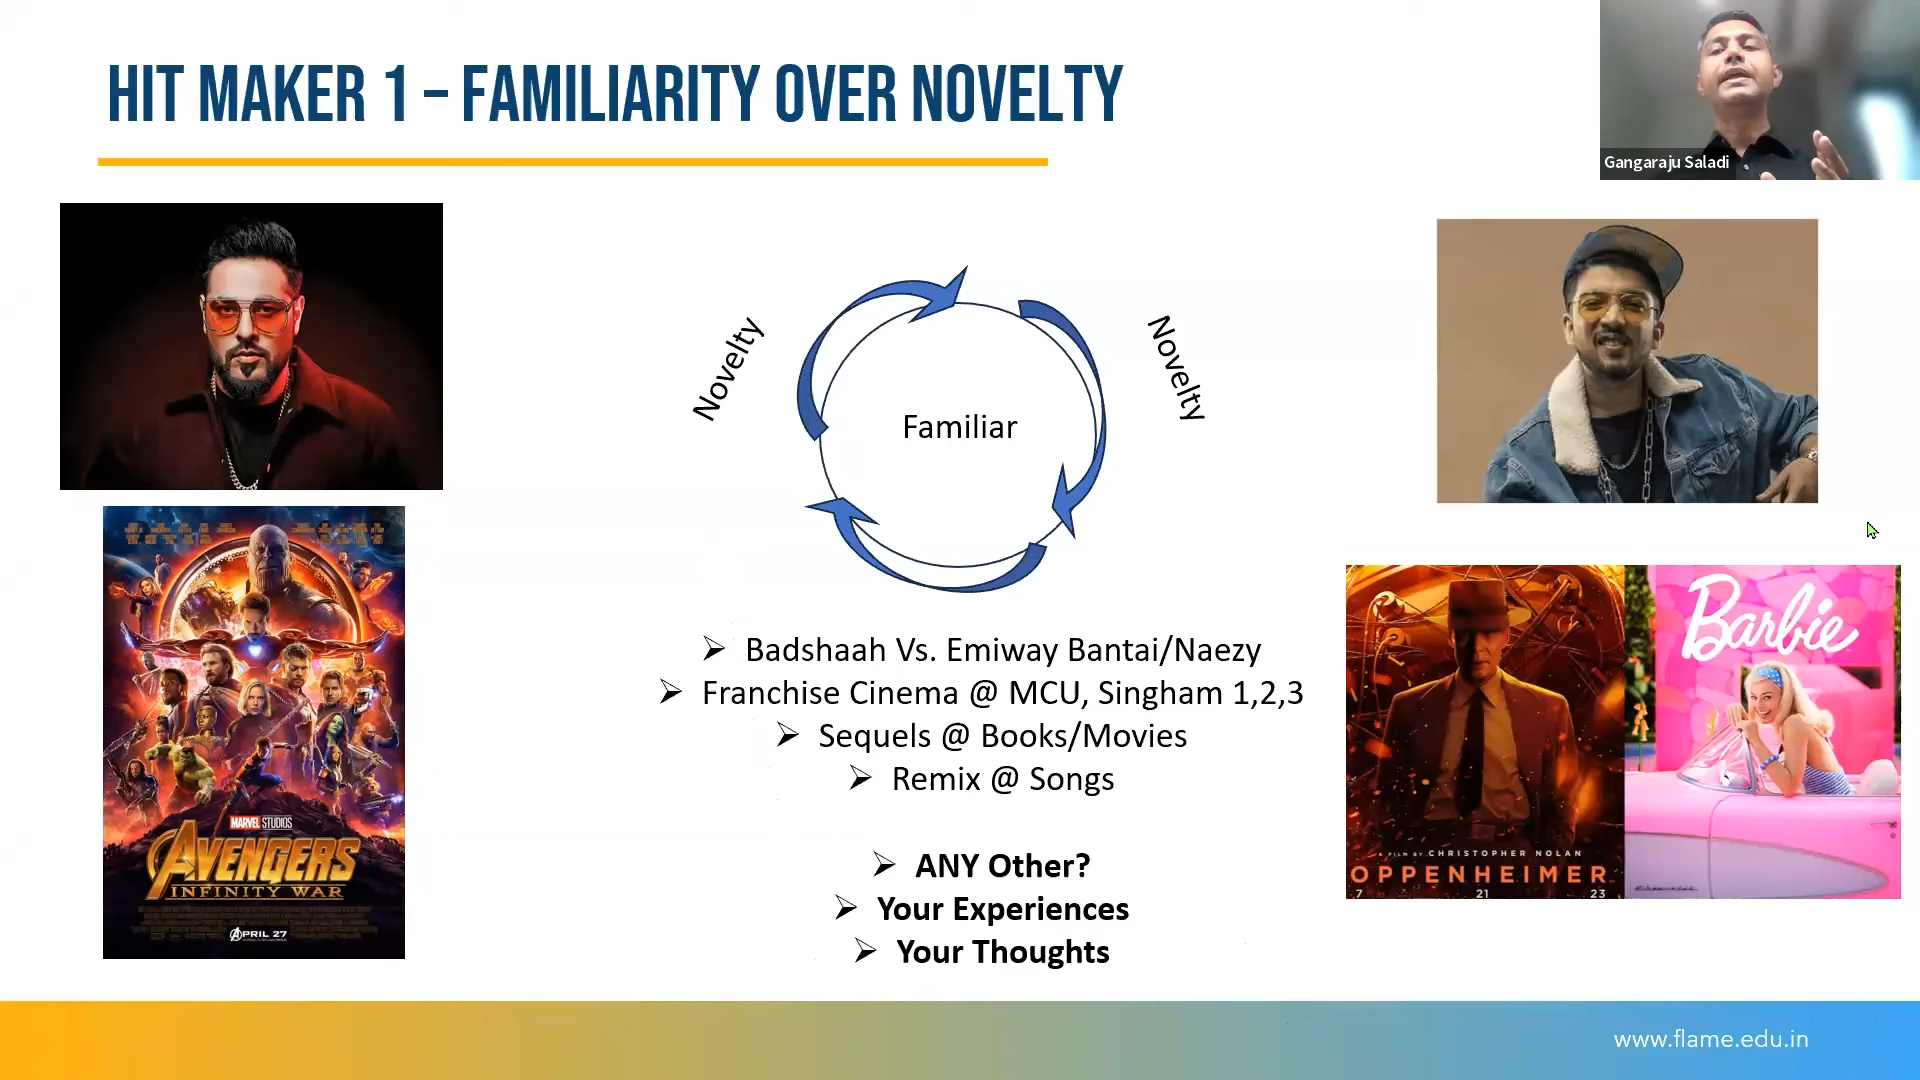 HIT MAKER 1 – FAMILIARITY OVER NOVELTY
Gangaraju Saladi
Novelty
Novelty
Familiar
➢ Badshaah Vs. Emiway Bantai/Naezy
➢ Franchise Cinema @ MCU, Singham 1,2,3
➢ Sequels @ Books/Movies
➢ Remix @ Songs
➢ ANY Other?
➢ Your Experiences
➢ Your Thoughts
MARVEL STUDIOS
AVENGERS
INFINITY WAR
APRIL 27
A FILM BY CHRISTOPHER NOLAN
OPPENHEIMER
7 21 23
Barbie
www.flame.edu.in